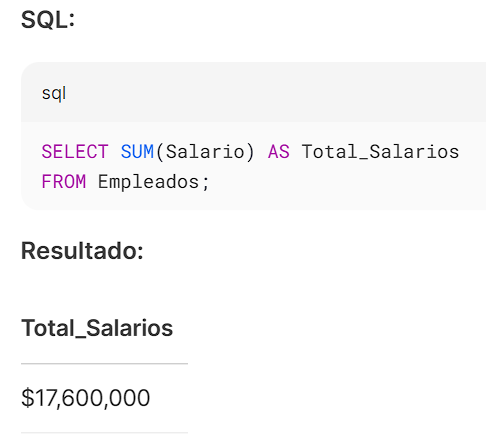 SQL:
sql
SELECT SUM(Salario) AS Total_Salarios
FROM Empleados;
Resultado:
Total_Salarios
$17,600,000